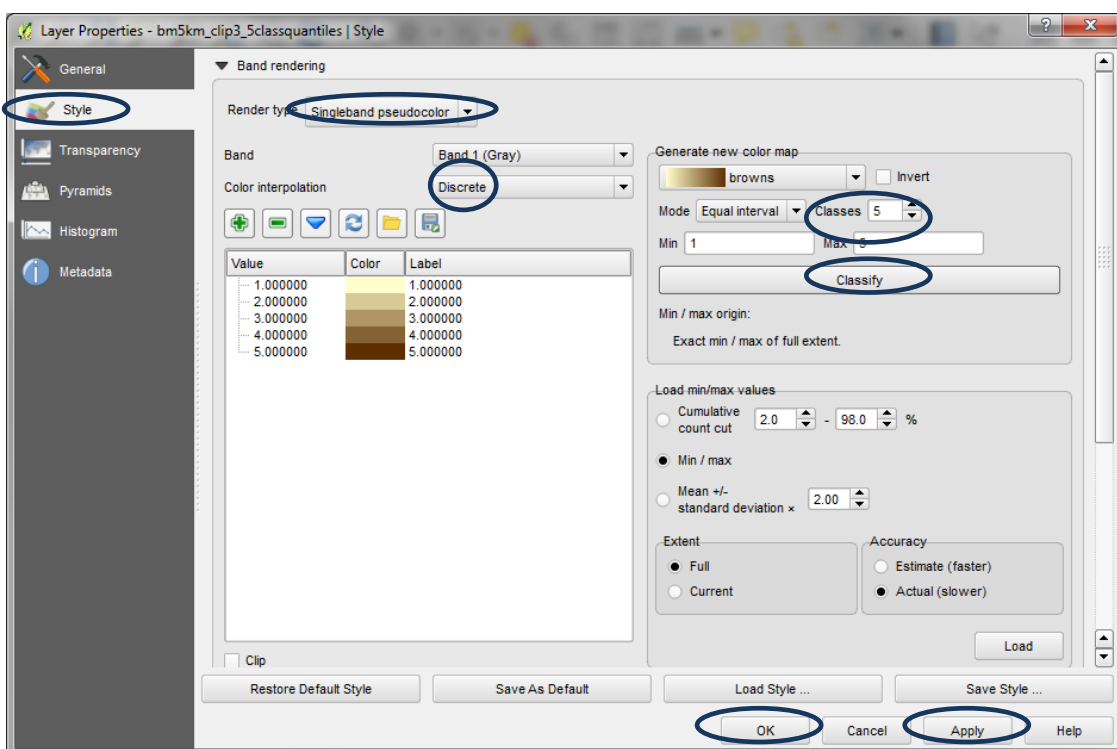 Layer Properties - bm5km_clip3_5classquantiles | Style
General
Style
Transparency
Pyramids
Histogram
Metadata
Band rendering
Render type Singleband pseudocolor
Band Band 1 (Gray)
Color interpolation Discrete
Value Color Label
1.000000 1.000000
2.000000 2.000000
3.000000 3.000000
4.000000 4.000000
5.000000 5.000000
Clip
Generate new color map
browns Invert
Mode Equal interval Classes 5
Min 1 Max 5
Classify
Min / max origin:
Exact min / max of full extent.
Load min/max values
Cumulative
count cut 2.0 - 98.0 %
Min / max
Mean +/-
standard deviation × 2.00
Extent
Full
Current
Accuracy
Estimate (faster)
Actual (slower)
Load
Restore Default Style Save As Default Load Style ... Save Style ...
OK Cancel Apply Help